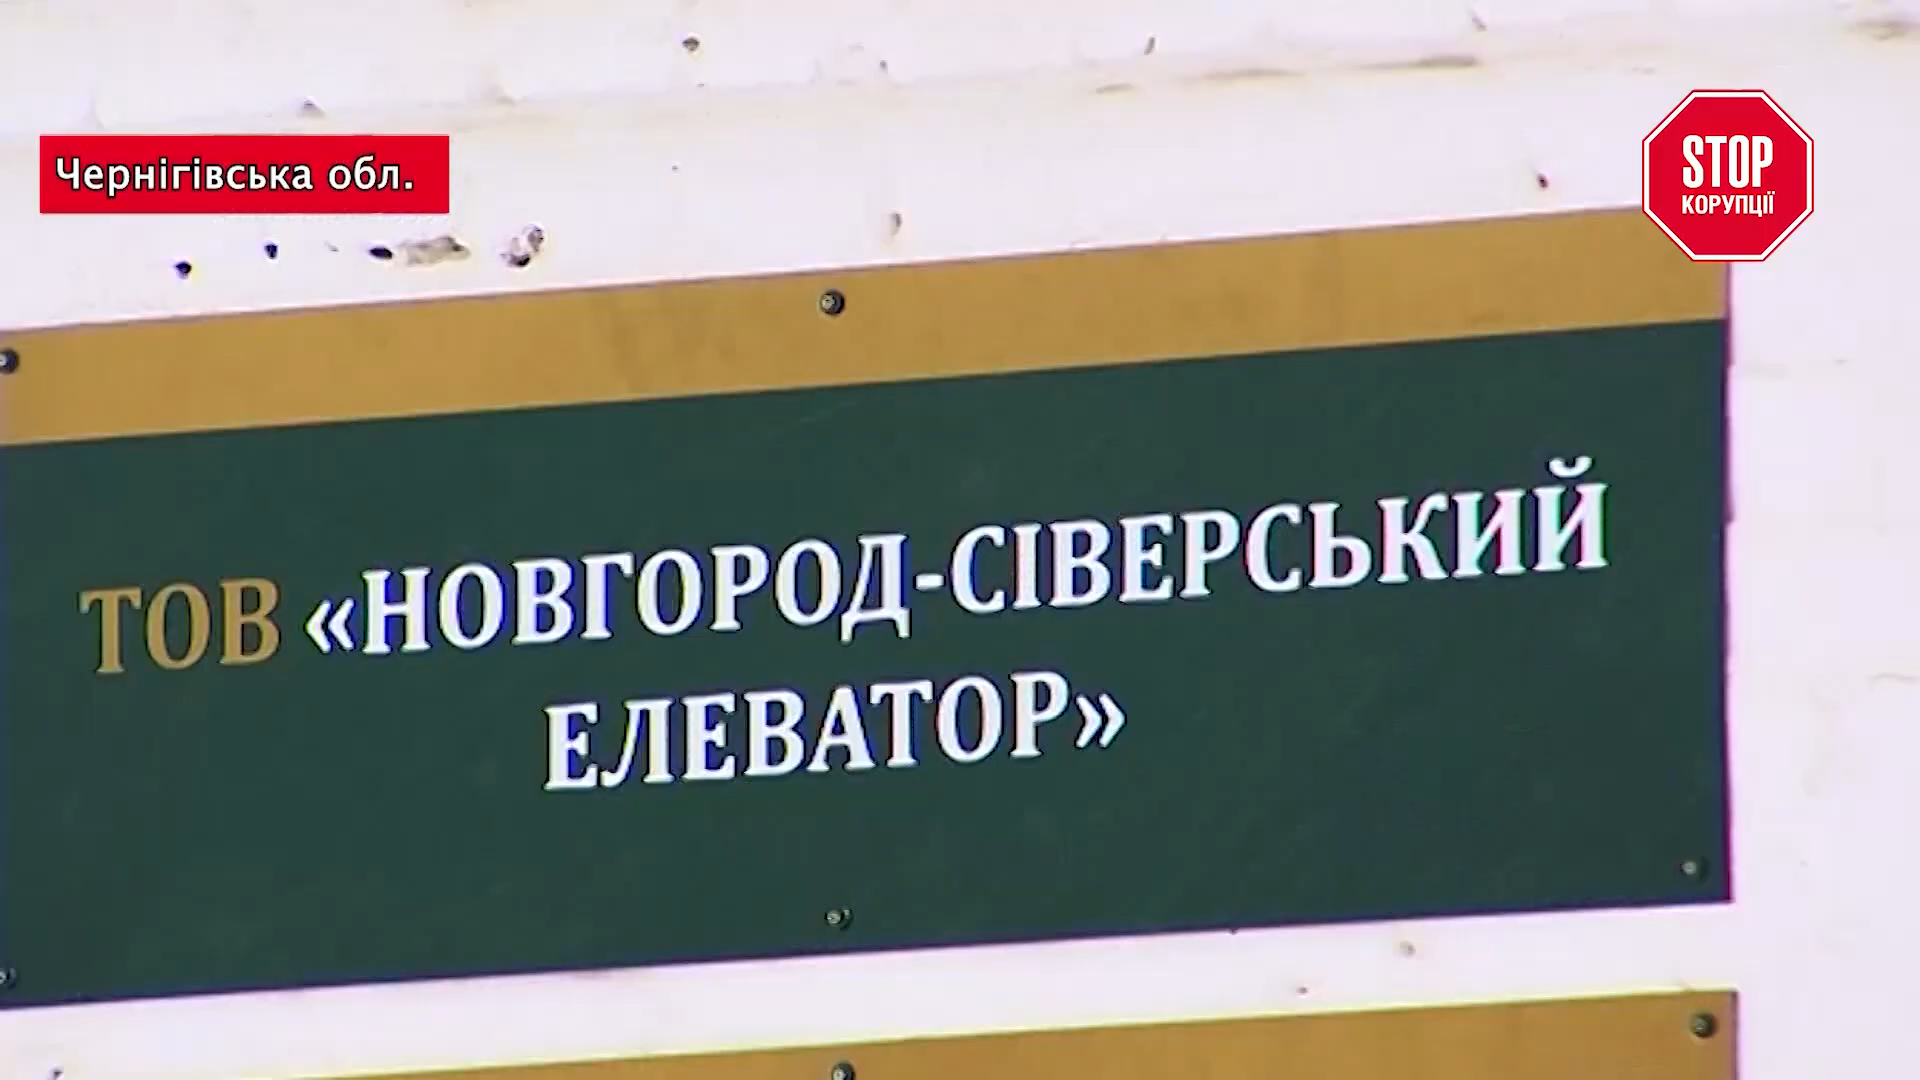 Чернігівська обл.
STOP
КОРУПЦІЇ
ТОВ «НОВГОРОД-СІВЕРСЬКИЙ
ЕЛЕВАТОР»